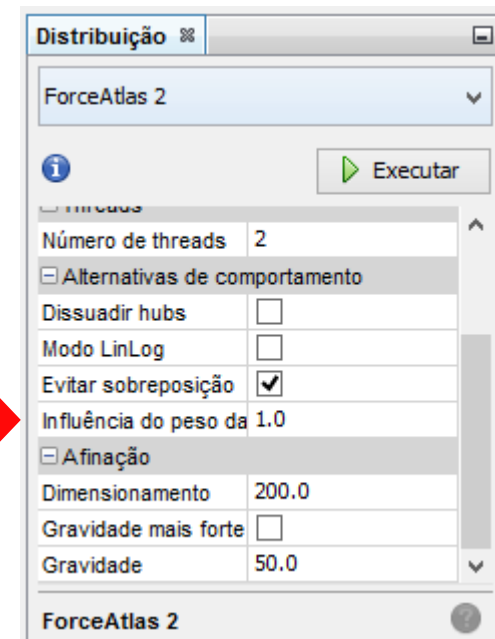 Distribuição
ForceAtlas 2
Executar
Threads
Número de threads 2
Alternativas de comportamento
Dissuadir hubs
Modo LinLog
Evitar sobreposição
Influência do peso da 1.0
Afinação
Dimensionamento 200.0
Gravidade mais forte
Gravidade 50.0
ForceAtlas 2